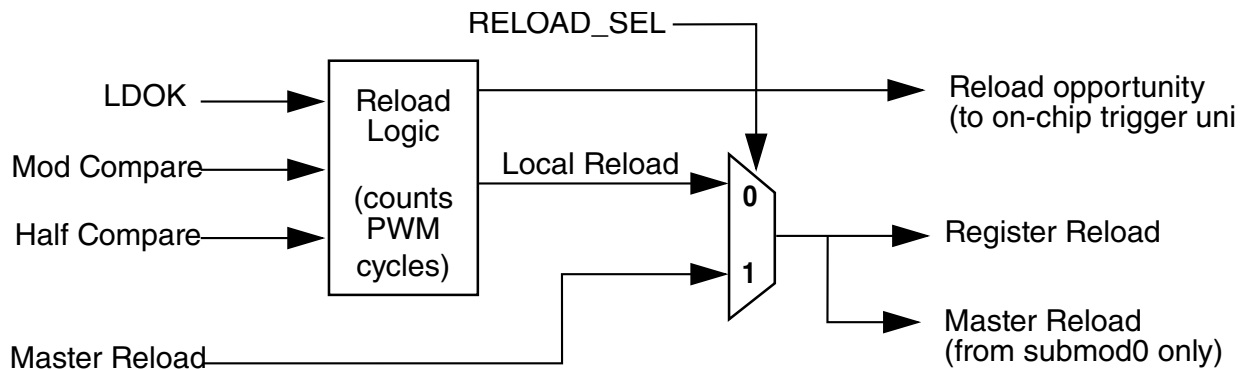 RELOAD_SEL
LDOK
Reload
Logic
Reload opportunity
(to on-chip trigger uni
Mod Compare
Local Reload
0
(counts
PWM
cycles)
Half Compare
Register Reload
1
Master Reload
Master Reload
(from submod0 only)